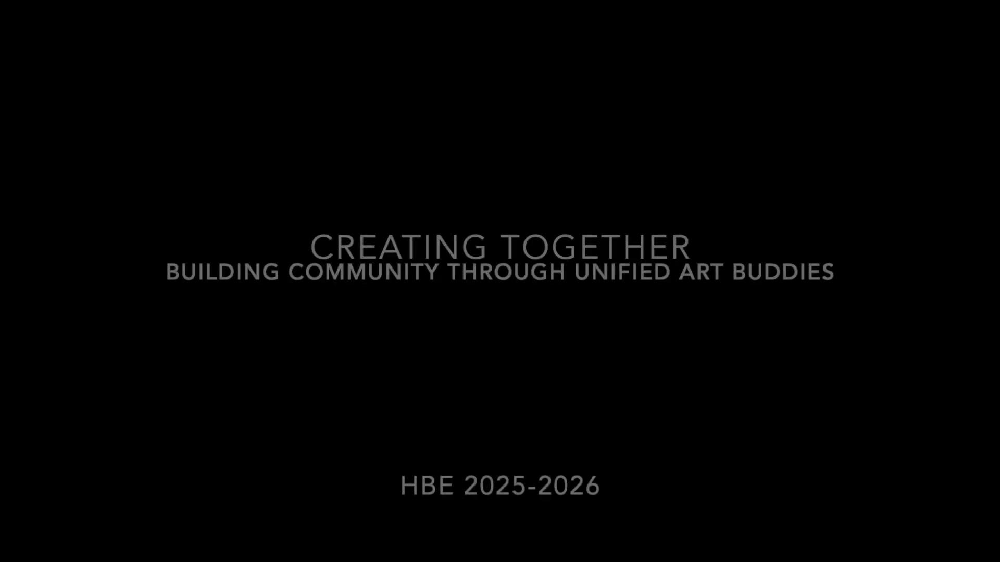 CREATING TOGETHER
BUILDING COMMUNITY THROUGH UNIFIED ART BUDDIES
HBE 2025-2026